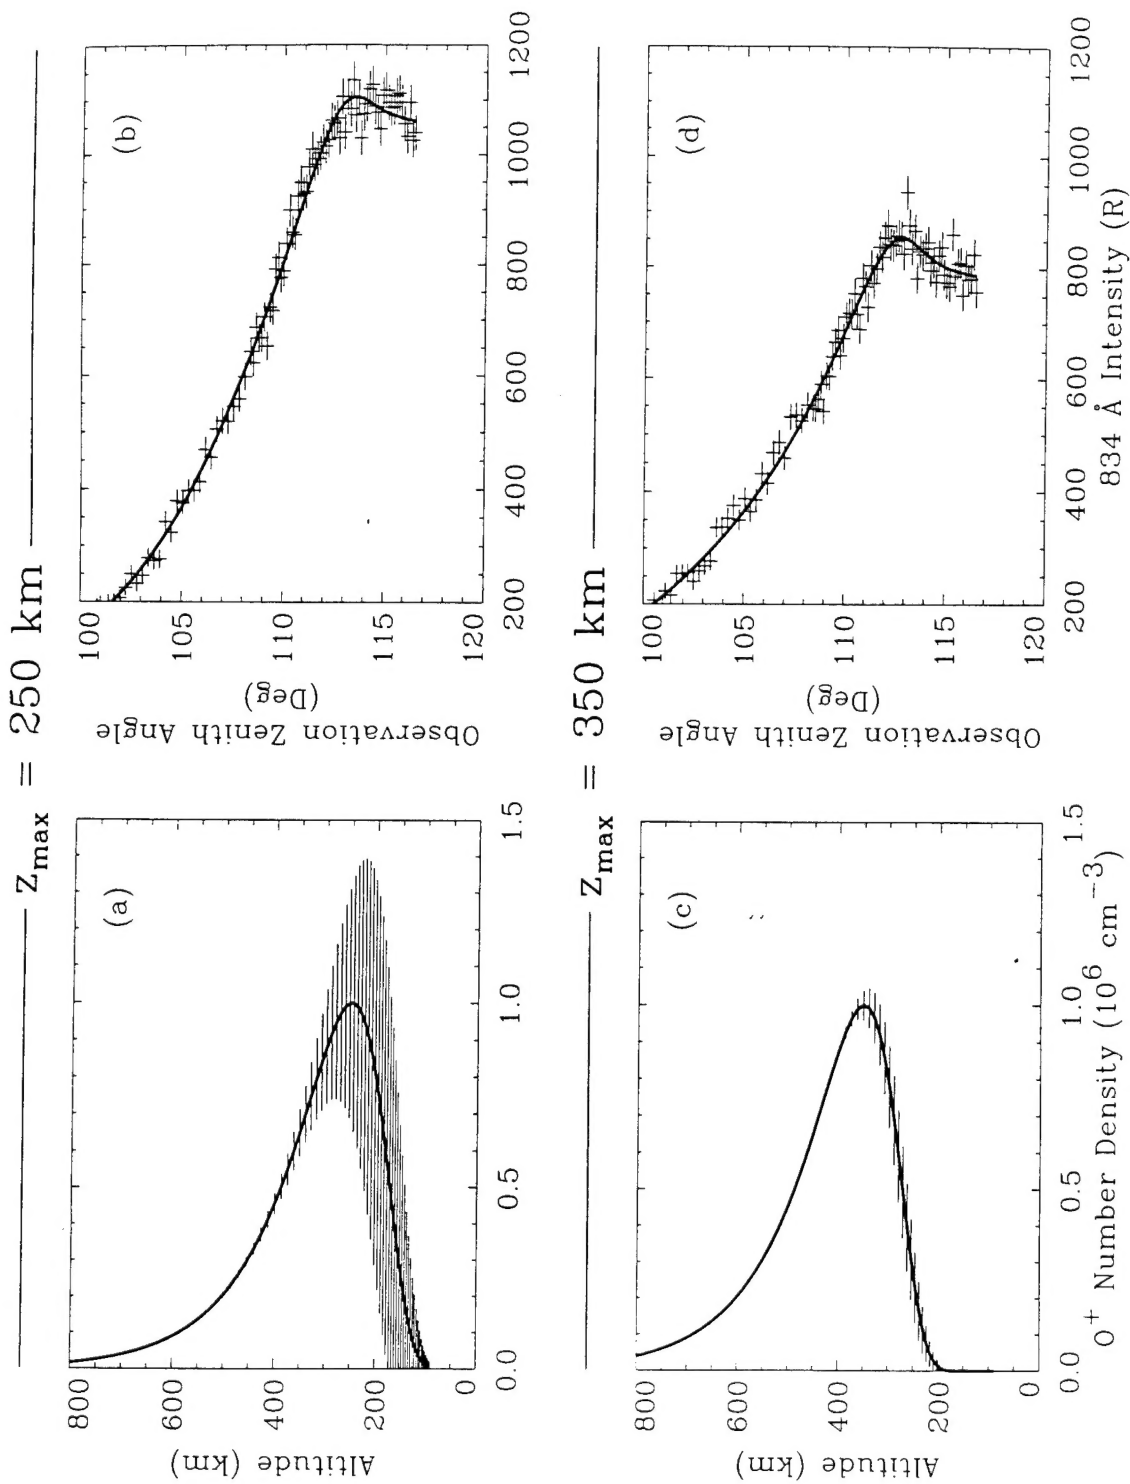 Z_max = 250 km
(a)
Altitude (km)
800
600
400
200
0
0.0
0.5
1.0
1.5
(b)
Observation Zenith Angle
(Deg)
100
105
110
115
120
200
400
600
800
1000
1200
Z_max = 350 km
(c)
Altitude (km)
800
600
400
200
0
0.0
0.5
1.0
1.5
O⁺ Number Density (10⁶ cm⁻³)
(d)
Observation Zenith Angle
(Deg)
100
105
110
115
120
200
400
600
800
1000
1200
834 Å Intensity (R)